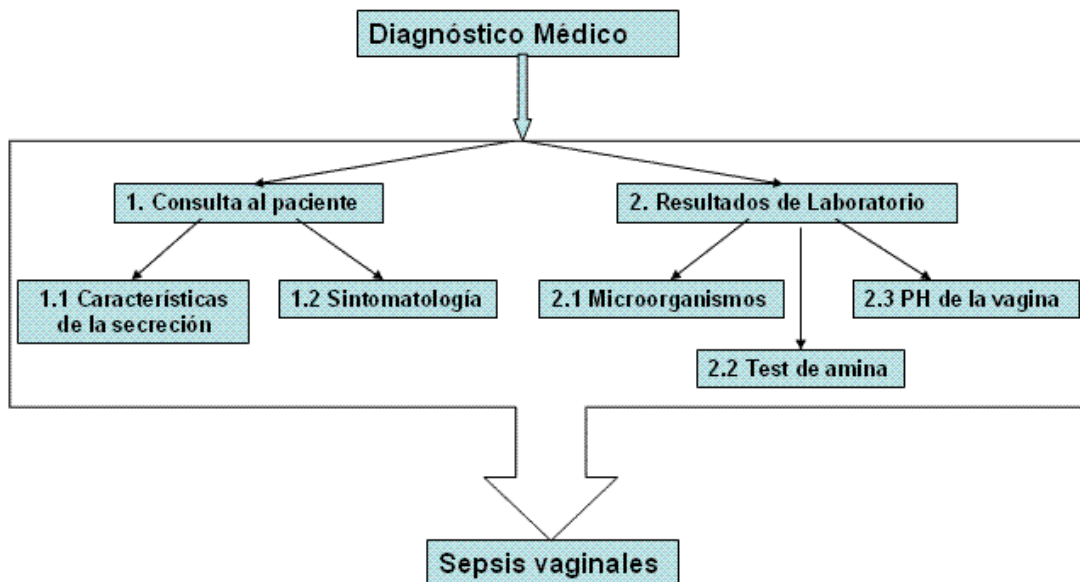 Diagnóstico Médico
1. Consulta al paciente
2. Resultados de Laboratorio
1.1 Características
de la secreción
1.2 Sintomatología
2.1 Microorganismos
2.3 PH de la vagina
2.2 Test de amina
Sepsis vaginales